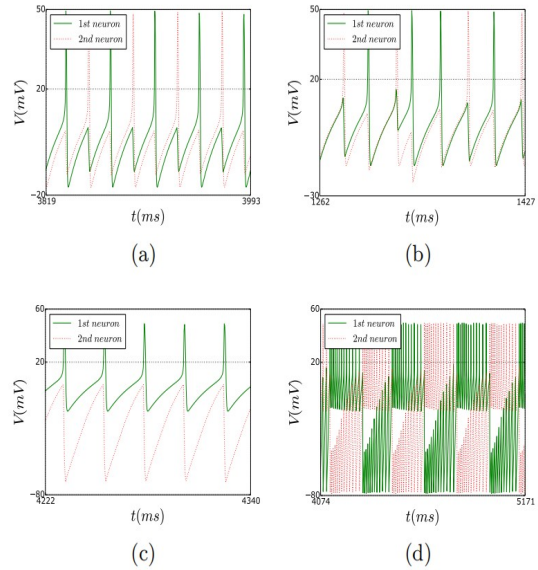 50
20
−20
V(mV)
1st neuron
2nd neuron
3819
3993
t(ms)
(a)
50
20
−30
V(mV)
1st neuron
2nd neuron
1262
1427
t(ms)
(b)
60
20
−80
V(mV)
1st neuron
2nd neuron
4222
4340
t(ms)
(c)
60
20
−80
V(mV)
1st neuron
2nd neuron
4074
5171
t(ms)
(d)